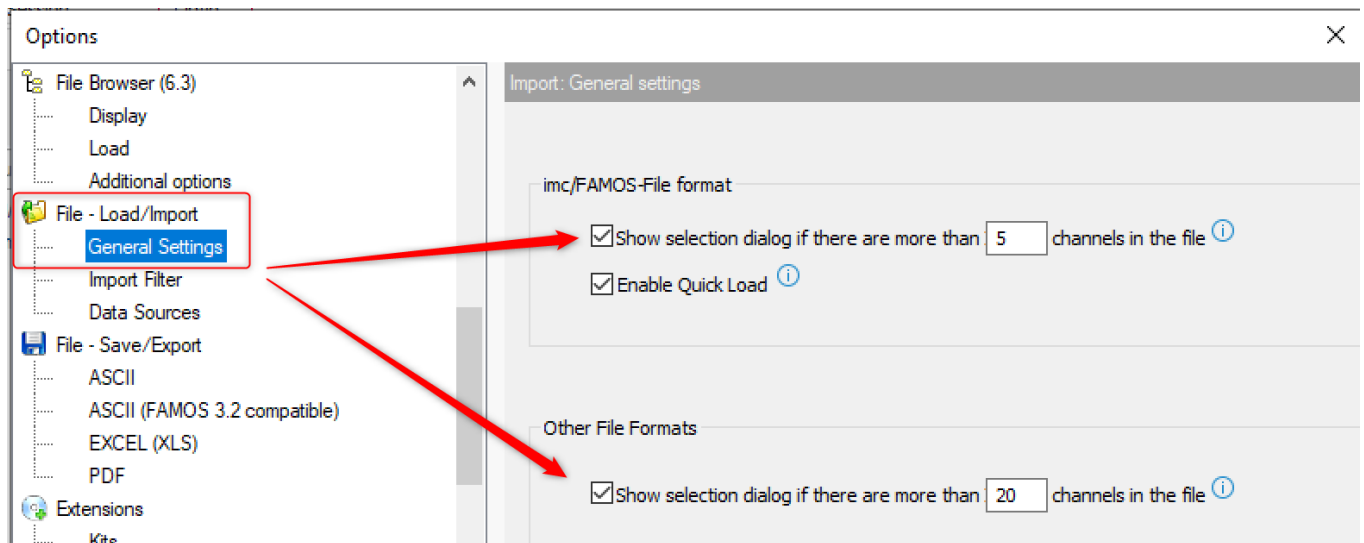 Options
File Browser (6.3)
Display
Load
Additional options
File - Load/Import
General Settings
Import Filter
Data Sources
File - Save/Export
ASCII
ASCII (FAMOS 3.2 compatible)
EXCEL (XLS)
PDF
Extensions
Kits
Import: General settings
imc/FAMOS-File format
Show selection dialog if there are more than 5 channels in the file
Enable Quick Load
Other File Formats
Show selection dialog if there are more than 20 channels in the file